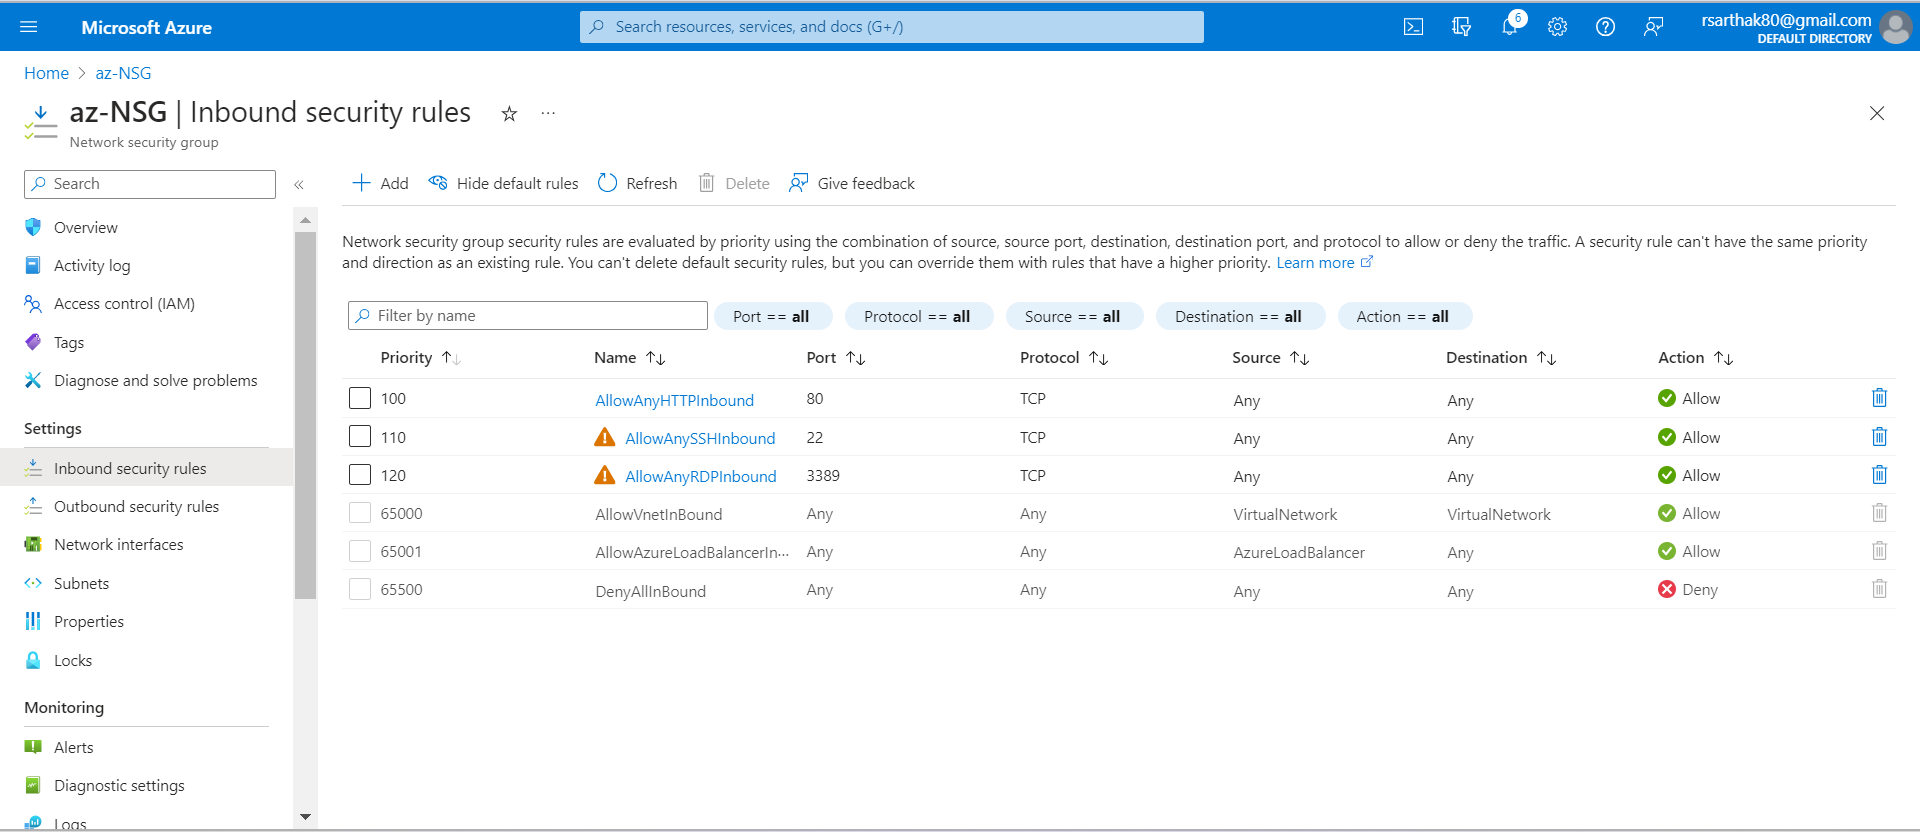 Microsoft Azure
Search resources, services, and docs (G+/)
6
rsarthak80@gmail.com
DEFAULT DIRECTORY
Home > az-NSG
az-NSG | Inbound security rules
Network security group
Search
Overview
Activity log
Access control (IAM)
Tags
Diagnose and solve problems
Settings
Inbound security rules
Outbound security rules
Network interfaces
Subnets
Properties
Locks
Monitoring
Alerts
Diagnostic settings
Logs
Add Hide default rules Refresh Delete Give feedback
Network security group security rules are evaluated by priority using the combination of source, source port, destination, destination port, and protocol to allow or deny the traffic. A security rule can't have the same priority
and direction as an existing rule. You can't delete default security rules, but you can override them with rules that have a higher priority. Learn more
Filter by name Port == all Protocol == all Source == all Destination == all Action == all
Priority Name Port Protocol Source Destination Action
100 AllowAnyHTTPInbound 80 TCP Any Any Allow
110 AllowAnySSHInbound 22 TCP Any Any Allow
120 AllowAnyRDPInbound 3389 TCP Any Any Allow
65000 AllowVnetInBound Any Any VirtualNetwork VirtualNetwork Allow
65001 AllowAzureLoadBalancerIn··· Any Any AzureLoadBalancer Any Allow
65500 DenyAllInBound Any Any Any Any Deny